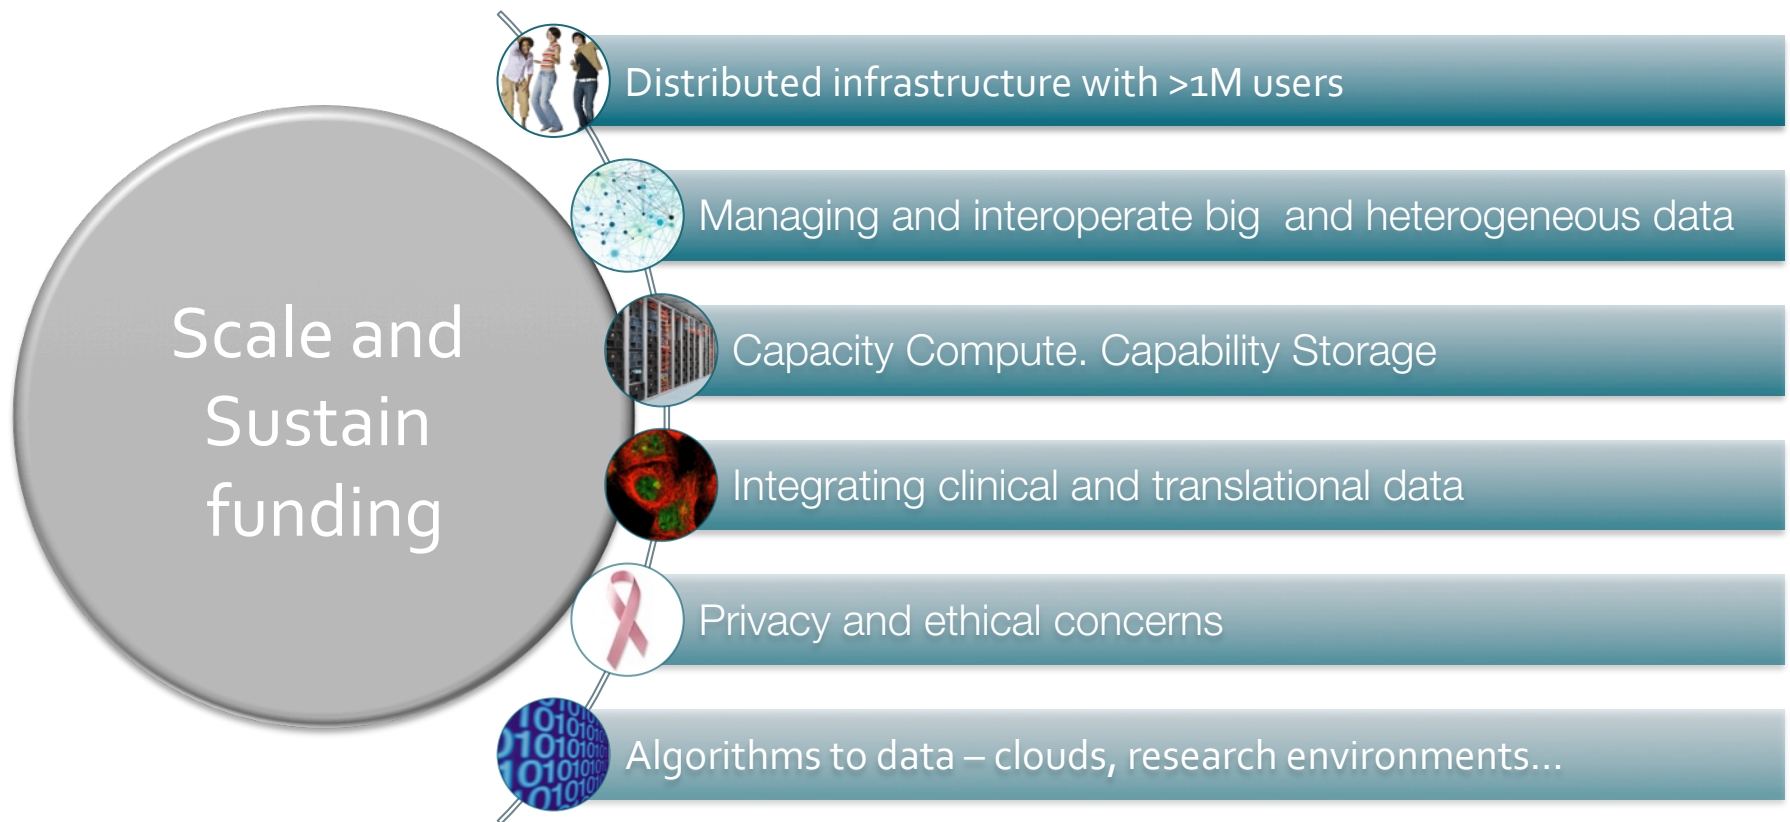 Distributed infrastructure with >1M users
Managing and interoperate big  and heterogeneous data
Scale and
Sustain
funding
Capacity Compute. Capability Storage
Integrating clinical and translational data
Privacy and ethical concerns
Algorithms to data – clouds, research environments...